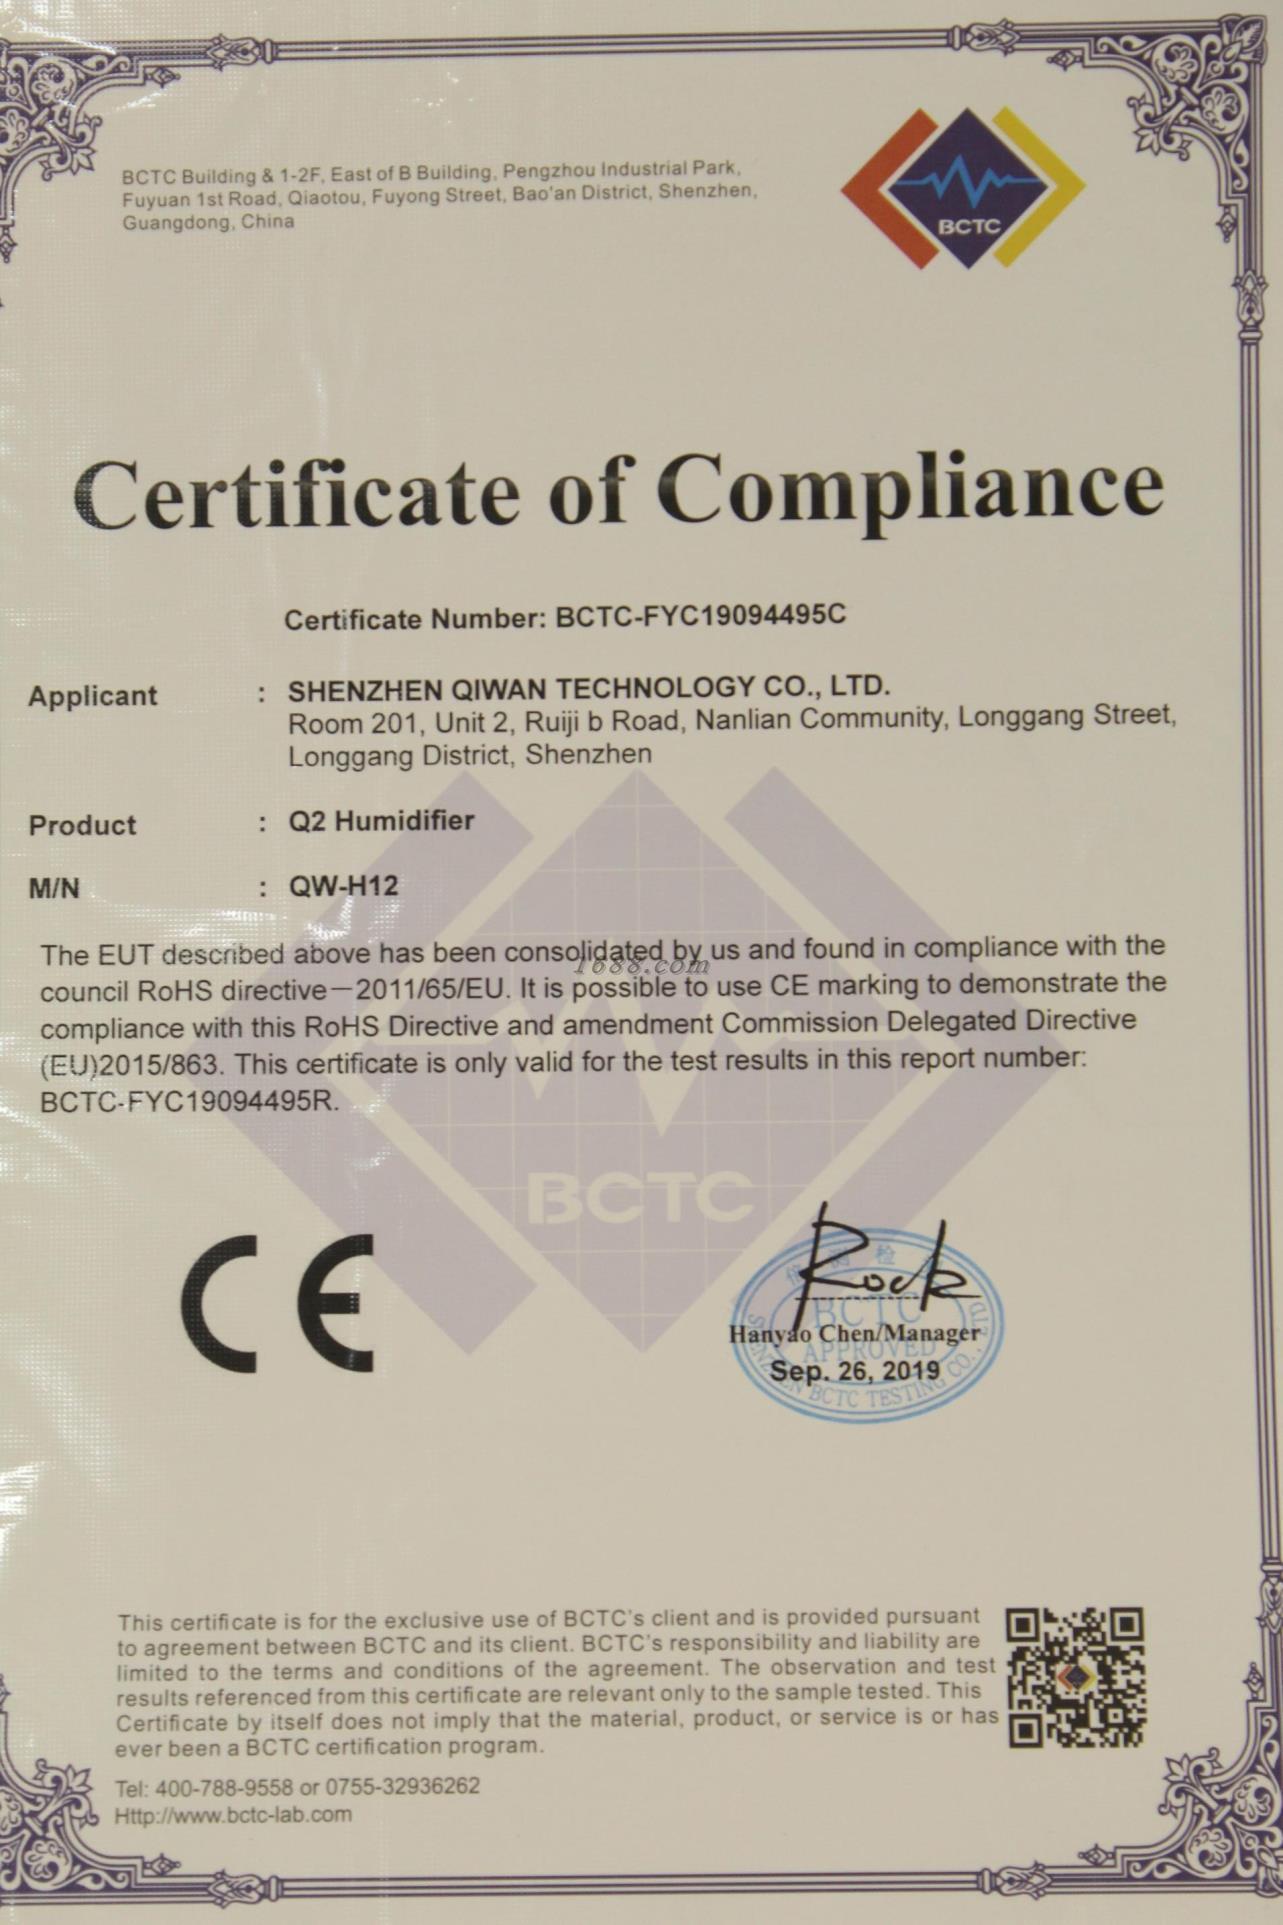 BCTC Building & 1-2F, East of B Building, Pengzhou Industrial Park,
Fuyuan 1st Road, Qiaotou, Fuyong Street, Bao'an District, Shenzhen,
Guangdong, China
BCTC
Certificate of Compliance
Certificate Number: BCTC-FYC19094495C
Applicant : SHENZHEN QIWAN TECHNOLOGY CO., LTD.
Room 201, Unit 2, Ruiji b Road, Nanlian Community, Longgang Street,
Longgang District, Shenzhen
Product : Q2 Humidifier
M/N : QW-H12
The EUT described above has been consolidated by us and found in compliance with the
1688.com
council RoHS directive—2011/65/EU. It is possible to use CE marking to demonstrate the
compliance with this RoHS Directive and amendment Commission Delegated Directive
(EU)2015/863. This certificate is only valid for the test results in this report number:
BCTC-FYC19094495R.
BCTC
CE
Rock
Hanyao Chen/Manager
Sep. 26, 2019
BCTC
APPROVED
SHENZHEN BCTC TESTING CO., LTD
This certificate is for the exclusive use of BCTC's client and is provided pursuant
to agreement between BCTC and its client. BCTC's responsibility and liability are
limited to the terms and conditions of the agreement. The observation and test
results referenced from this certificate are relevant only to the sample tested. This
Certificate by itself does not imply that the material, product, or service is or has
ever been a BCTC certification program.
Tel: 400-788-9558 or 0755-32936262
Http://www.bctc-lab.com